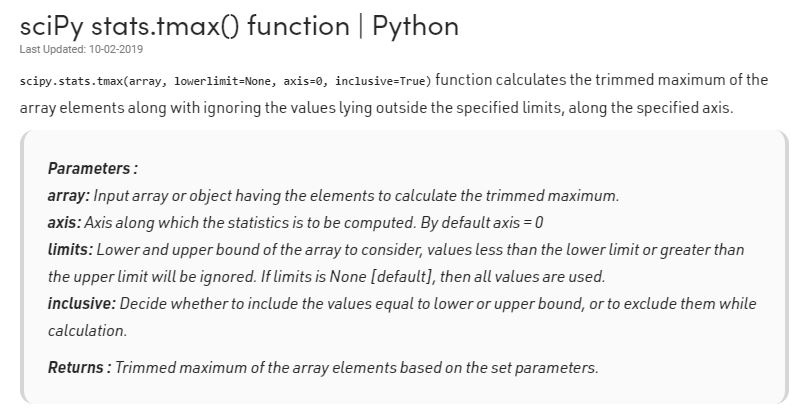 sciPy stats.tmax() function | Python
Last Updated: 10-02-2019
scipy.stats.tmax(array, lowerlimit=None, axis=0, inclusive=True) function calculates the trimmed maximum of the
array elements along with ignoring the values lying outside the specified limits, along the specified axis.
Parameters :
array: Input array or object having the elements to calculate the trimmed maximum.
axis: Axis along which the statistics is to be computed. By default axis = 0
limits: Lower and upper bound of the array to consider, values less than the lower limit or greater than
the upper limit will be ignored. If limits is None [default], then all values are used.
inclusive: Decide whether to include the values equal to lower or upper bound, or to exclude them while
calculation.
Returns : Trimmed maximum of the array elements based on the set parameters.